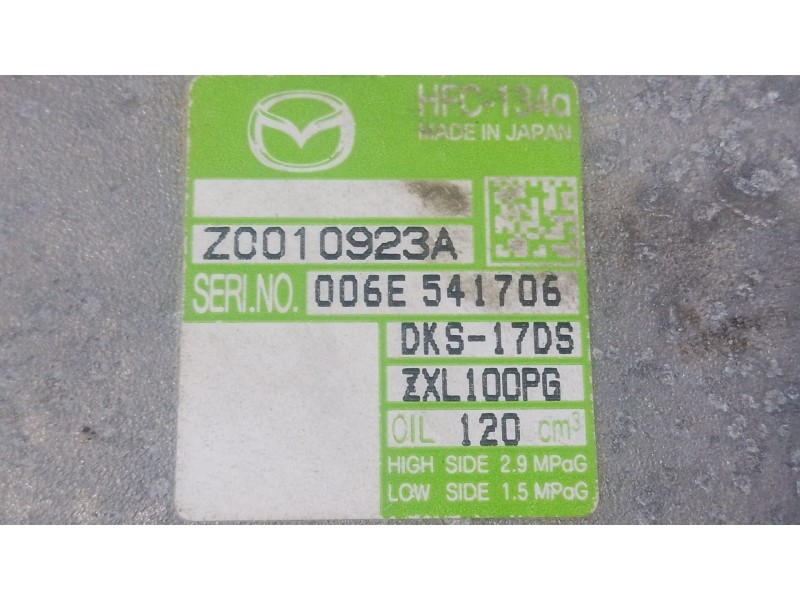 HFC-134a
MADE IN JAPAN
Z0010923A
SERI.NO. 006E 541706
DKS-17DS
ZXL100PG
OIL 120 cm³
HIGH SIDE 2.9 MPaG
LOW SIDE 1.5 MPaG